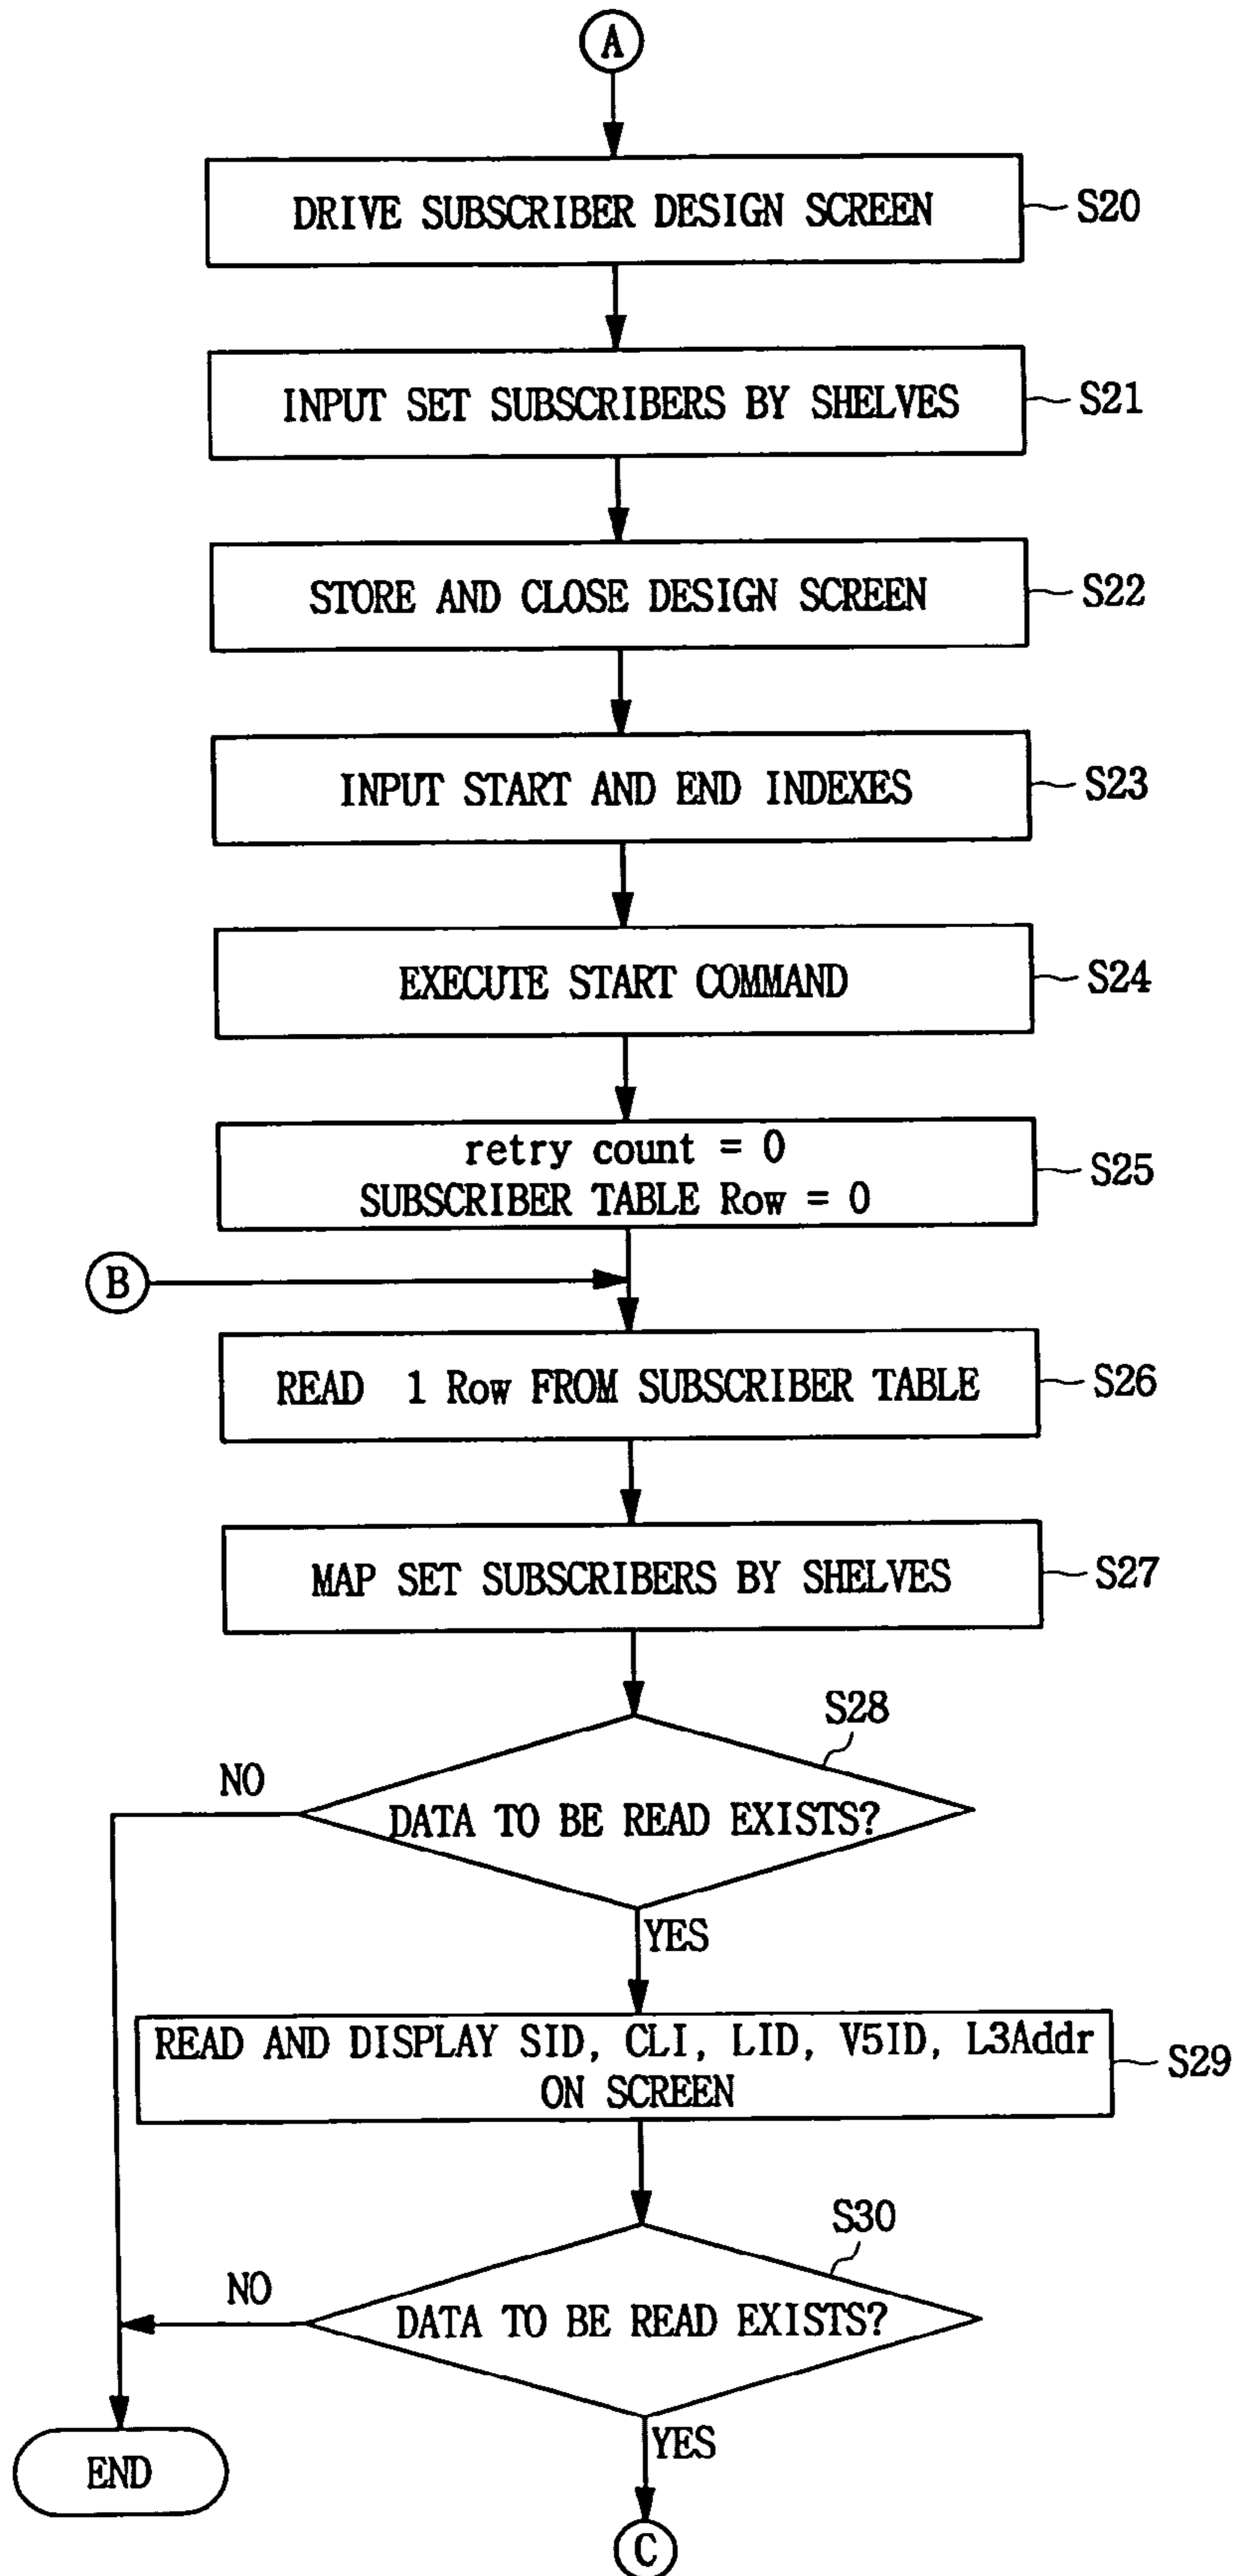 A
DRIVE SUBSCRIBER DESIGN SCREEN
S20
INPUT SET SUBSCRIBERS BY SHELVES
S21
STORE AND CLOSE DESIGN SCREEN
S22
INPUT START AND END INDEXES
S23
EXECUTE START COMMAND
S24
retry count = 0
SUBSCRIBER TABLE Row = 0
S25
B
READ 1 Row FROM SUBSCRIBER TABLE
S26
MAP SET SUBSCRIBERS BY SHELVES
S27
S28
NO
DATA TO BE READ EXISTS?
YES
READ AND DISPLAY SID, CLI, LID, V5ID, L3Addr
ON SCREEN
S29
S30
NO
DATA TO BE READ EXISTS?
YES
END
C